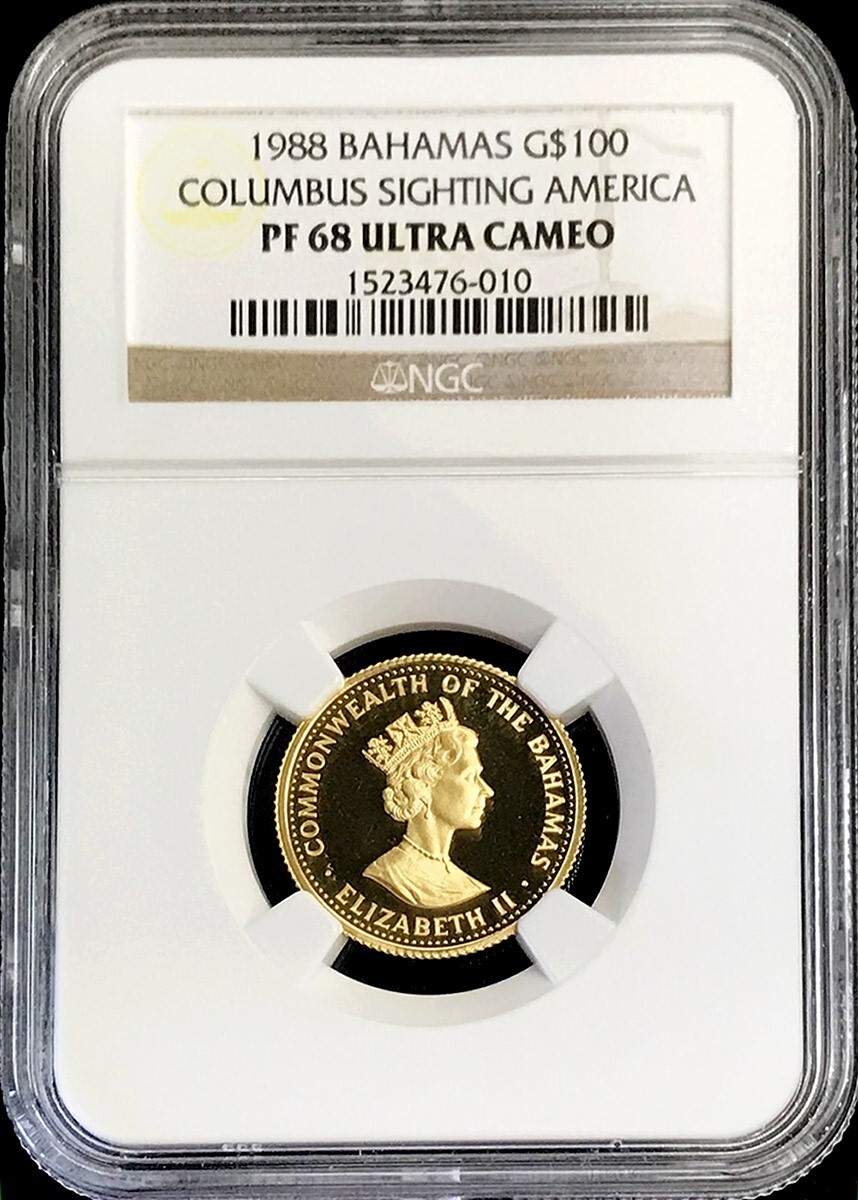 1988 BAHAMAS G$100
COLUMBUS SIGHTING AMERICA
PF 68 ULTRA CAMEO
1523476-010
NGC
COMMONWEALTH OF THE BAHAMAS
ELIZABETH II